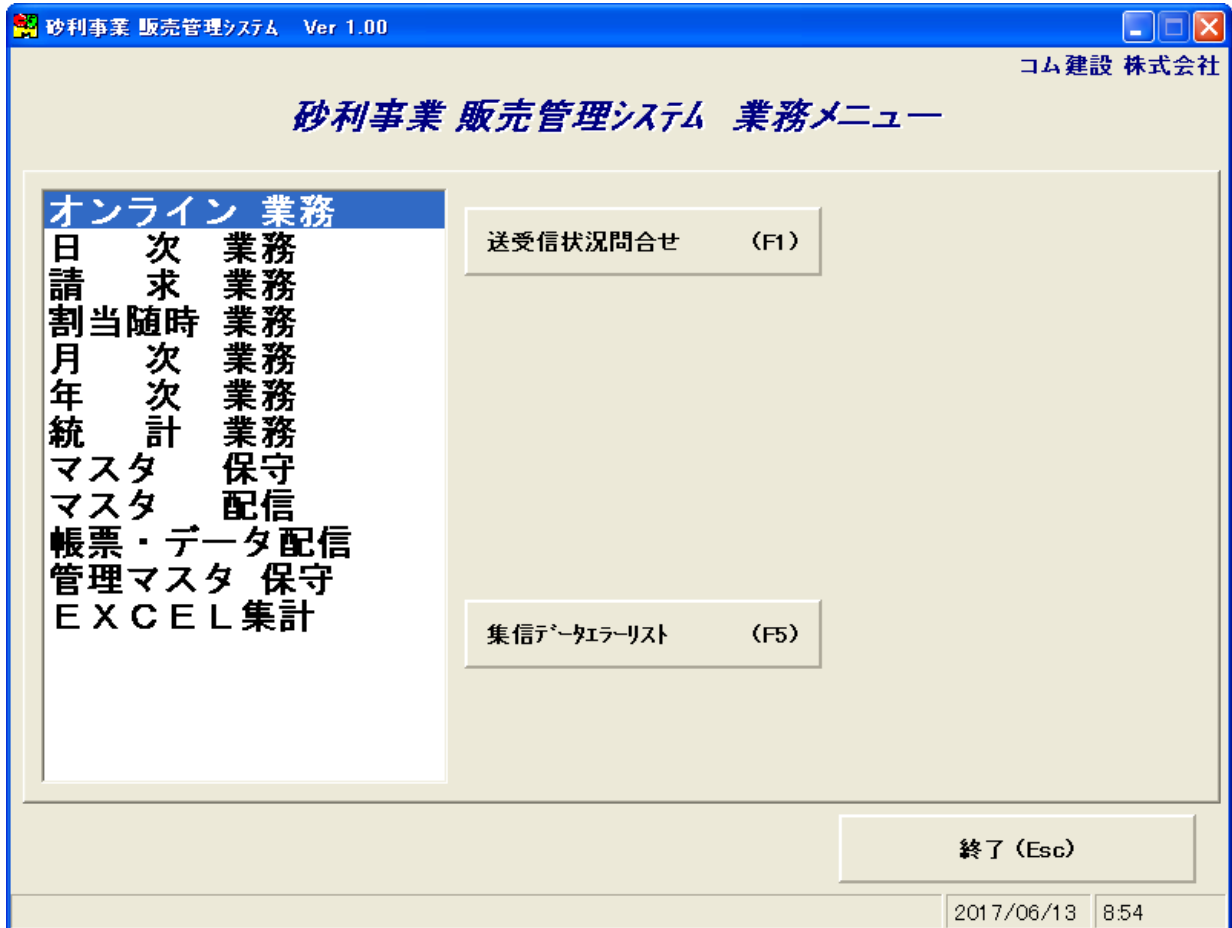 砂利事業 販売管理ｼｽﾃﾑ Ver 1.00
コム建設 株式会社
砂利事業 販売管理ｼｽﾃﾑ 業務メニュー
オンライン 業務
日　次 業務
請　求 業務
割当随時 業務
月　次 業務
年　次 業務
統　計 業務
マスタ　保守
マスタ　配信
帳票・データ配信
管理マスタ 保守
ＥＸＣＥＬ集計
送受信状況問合せ (F1)
集信ﾃﾞｰﾀｴﾗｰﾘｽﾄ (F5)
終了 (Esc)
2017/06/13 8:54